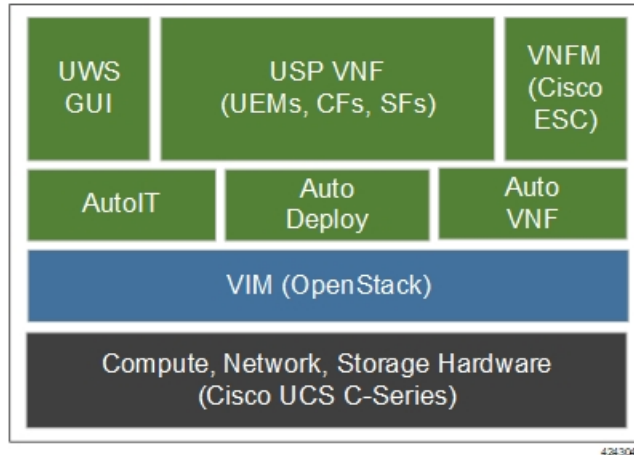 UWS
GUI
USP VNF
(UEMs, CFs, SFs)
VNFM
(Cisco
ESC)
AutoIT
Auto
Deploy
Auto
VNF
VIM (OpenStack)
Compute, Network, Storage Hardware
(Cisco UCS C-Series)
424304